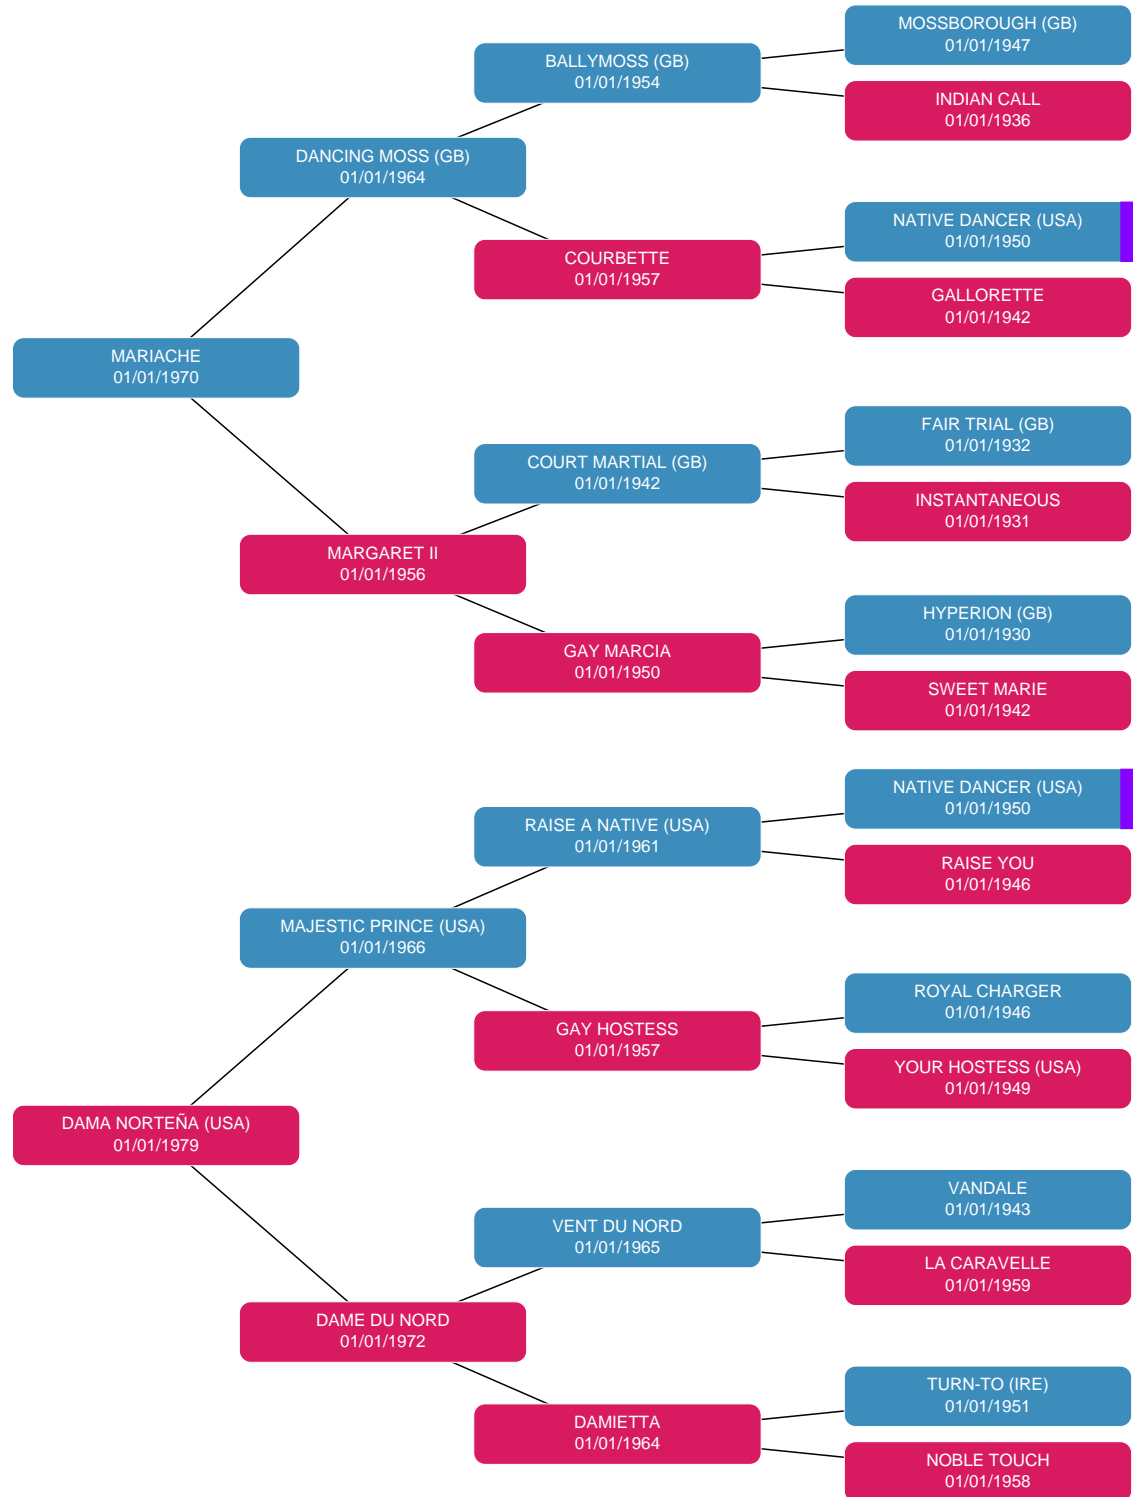 MOSSBOROUGH (GB)
01/01/1947
BALLYMOSS (GB)
01/01/1954
INDIAN CALL
01/01/1936
DANCING MOSS (GB)
01/01/1964
NATIVE DANCER (USA)
01/01/1950
COURBETTE
01/01/1957
GALLORETTE
01/01/1942
MARIACHE
01/01/1970
FAIR TRIAL (GB)
01/01/1932
COURT MARTIAL (GB)
01/01/1942
INSTANTANEOUS
01/01/1931
MARGARET II
01/01/1956
HYPERION (GB)
01/01/1930
GAY MARCIA
01/01/1950
SWEET MARIE
01/01/1942
NATIVE DANCER (USA)
01/01/1950
RAISE A NATIVE (USA)
01/01/1961
RAISE YOU
01/01/1946
MAJESTIC PRINCE (USA)
01/01/1966
ROYAL CHARGER
01/01/1946
GAY HOSTESS
01/01/1957
YOUR HOSTESS (USA)
01/01/1949
DAMA NORTEÑA (USA)
01/01/1979
VANDALE
01/01/1943
VENT DU NORD
01/01/1965
LA CARAVELLE
01/01/1959
DAME DU NORD
01/01/1972
TURN-TO (IRE)
01/01/1951
DAMIETTA
01/01/1964
NOBLE TOUCH
01/01/1958